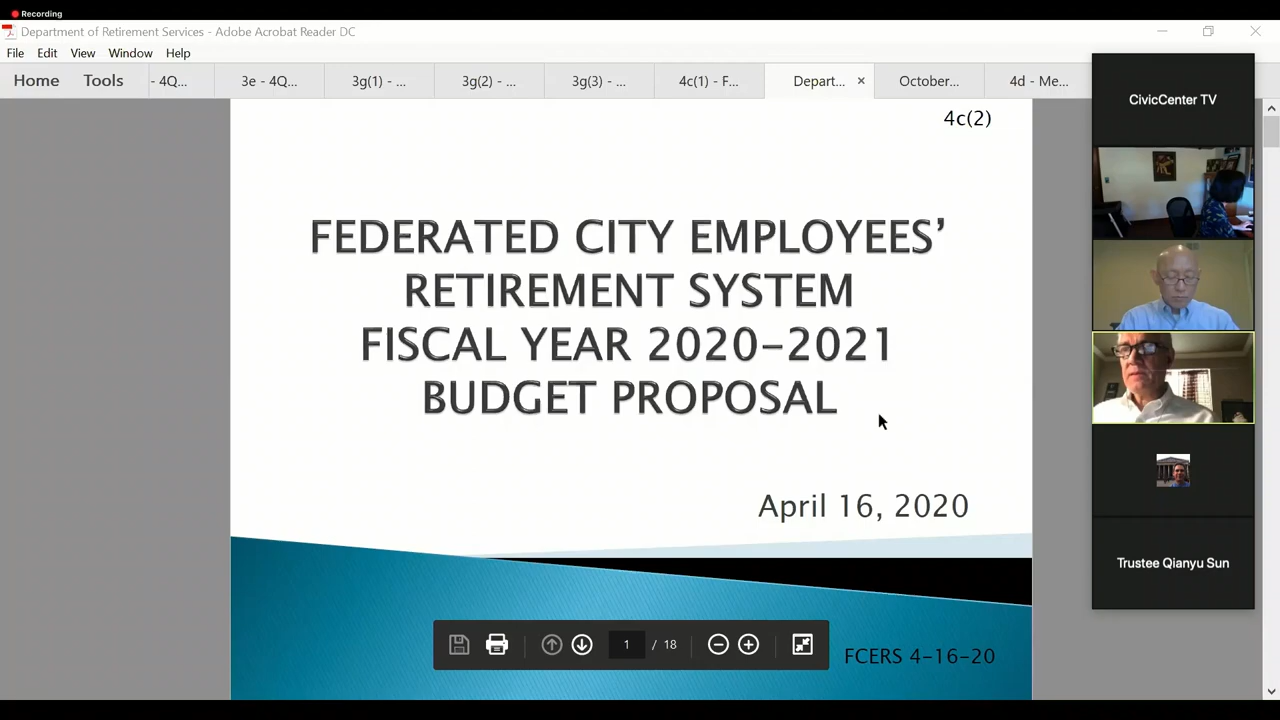 Recording
Department of Retirement Services - Adobe Acrobat Reader DC
File Edit View Window Help
Home Tools - 4Q... 3e - 4Q... 3g(1) - ... 3g(2) - ... 3g(3) - ... 4c(1) - F... Depart... × October... 4d - Me...
CivicCenter TV
4c(2)
FEDERATED CITY EMPLOYEES’
RETIREMENT SYSTEM
FISCAL YEAR 2020-2021
BUDGET PROPOSAL
April 16, 2020
Trustee Qianyu Sun
1 / 18
FCERS 4-16-20